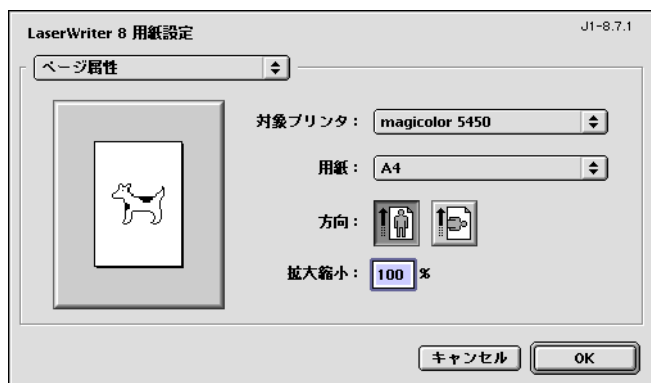 LaserWriter 8 用紙設定
J1-8.7.1
ページ属性
対象プリンタ： magicolor 5450
用紙： A4
方向：
拡大縮小： 100 %
キャンセル OK